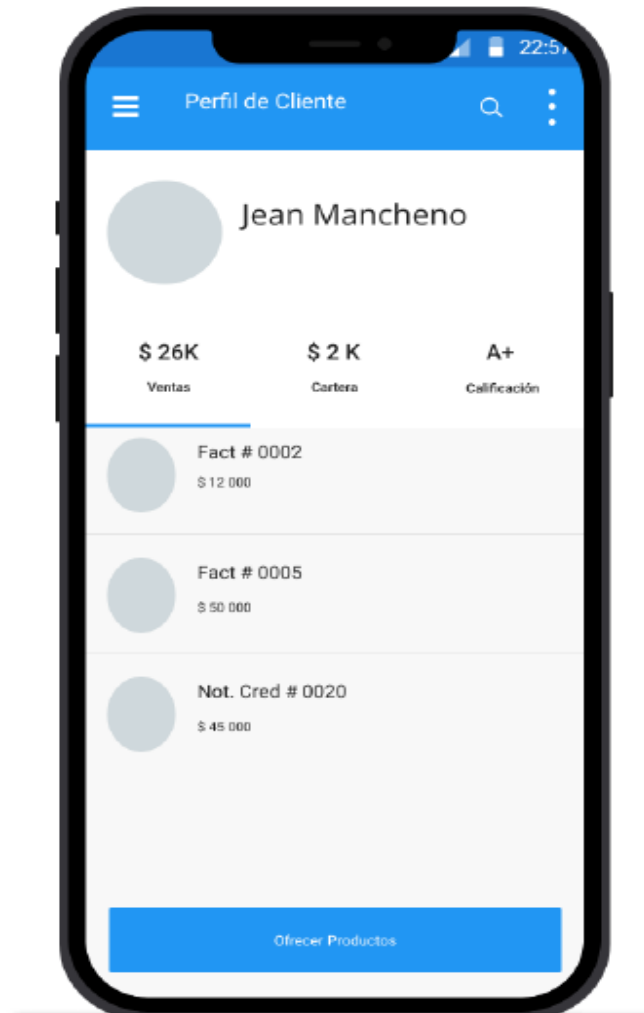 22:57
Perfil de Cliente
Jean Mancheno
$ 26K
$ 2 K
A+
Ventas
Cartera
Calificación
Fact # 0002
$ 12 000
Fact # 0005
$ 50 000
Not. Cred # 0020
$ 45 000
Ofrecer Productos